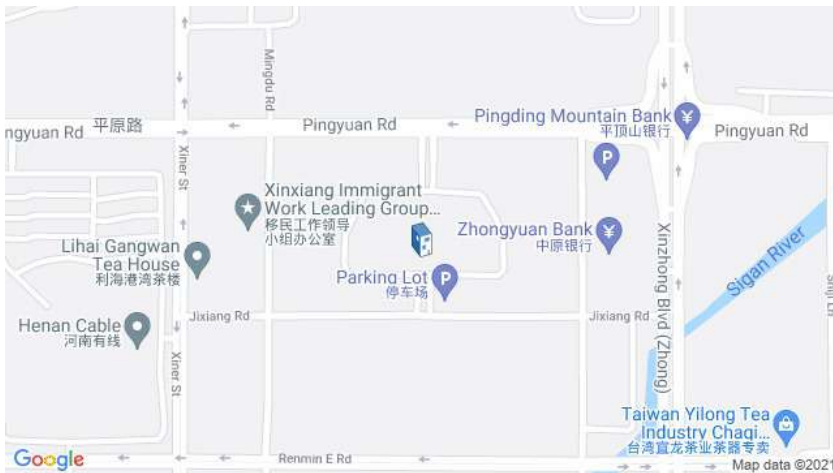 Mingdu Rd
Pingding Mountain Bank
平顶山银行
¥
ngyuan Rd
平原路
Pingyuan Rd
Pingyuan Rd
P
Xiner St
Xinxiang Immigrant
Work Leading Group...
移民工作领导
小组办公室
Zhongyuan Bank
中原银行
¥
Lihai Gangwan
Tea House
利海港湾茶楼
Parking Lot
停车场
P
Sigan River
Xinzhong Blvd (Zhong)
Shiji Ln
Henan Cable
河南有线
Jixiang Rd
Jixiang Rd
Xiner St
Taiwan Yilong Tea
Industry Chaqi...
台湾宜龙茶业茶器专卖
Google
Renmin E Rd
Map data ©2021